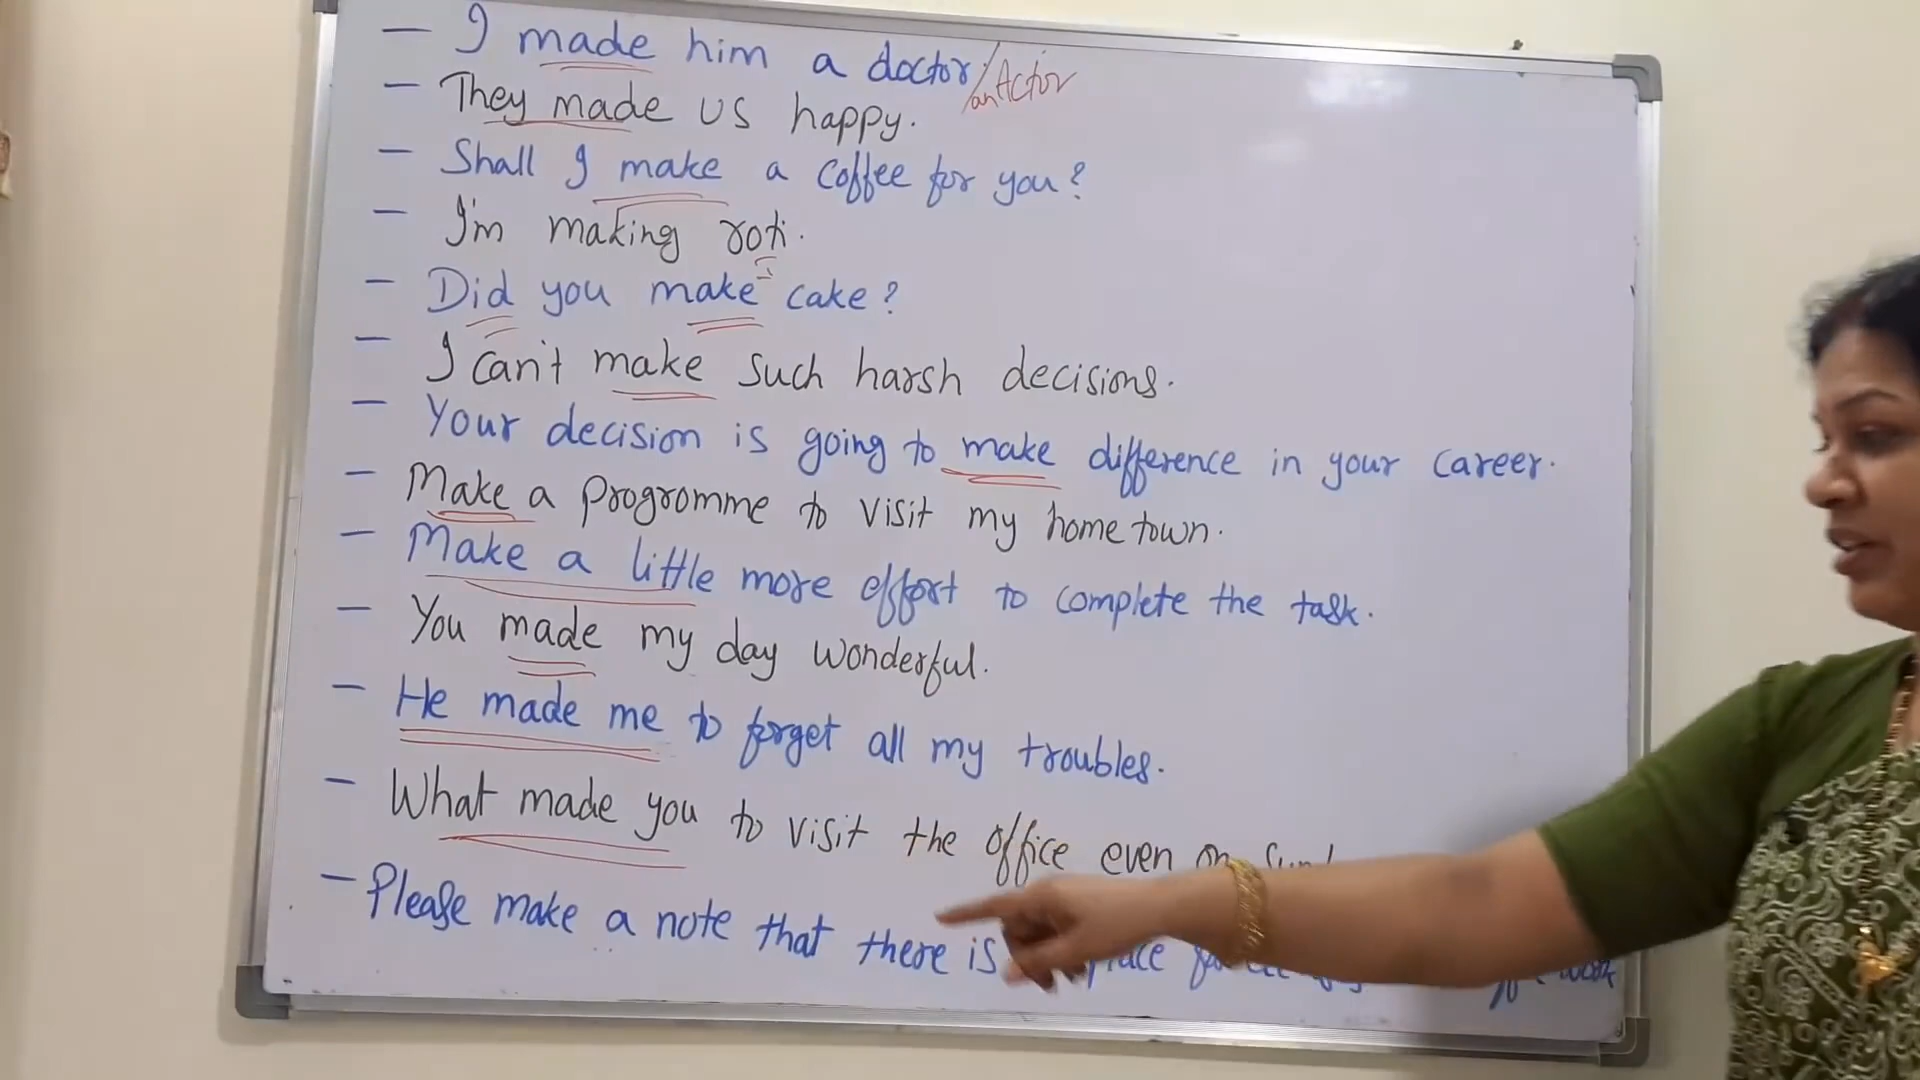 — I made him a doctor/an Actor
— They made us happy.
— Shall I make a coffee for you?
— I'm making roti.
— Did you make cake?
— I can't make such harsh decisions.
— Your decision is going to make difference in your career.
— Make a progromme to visit my home town.
— Make a little more effort to complete the task.
— You made my day wonderful.
— He made me to forget all my troubles.
— What made you to visit the office even on
— Please make a note that there is